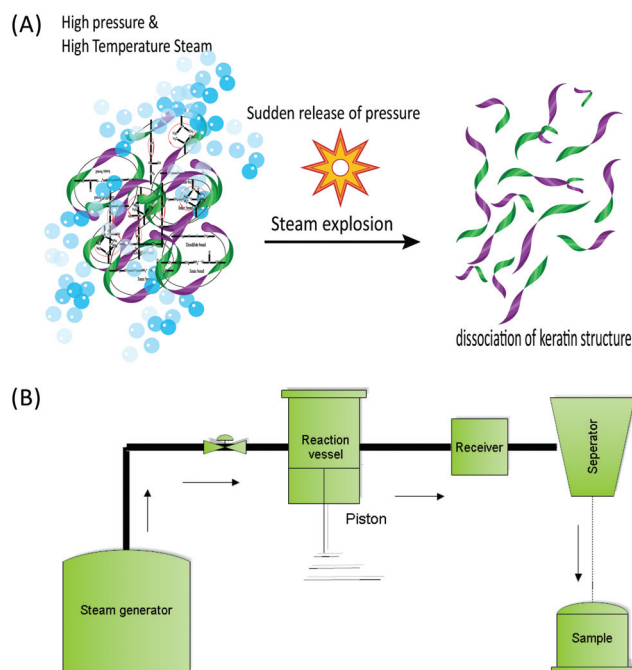 (A)
High pressure &
High Temperature Steam
Sudden release of pressure
Steam explosion
dissociation of keratin structure
(B)
Reaction
vessel
Receiver
Seperator
Piston
Steam generator
Sample